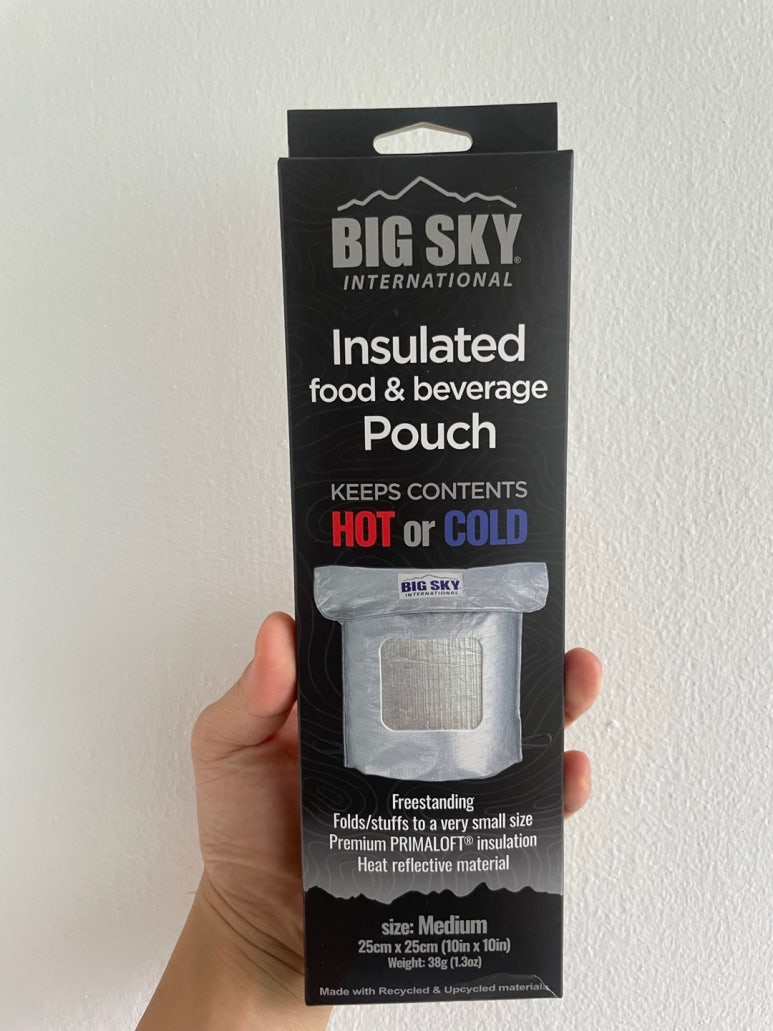 BIG SKY®
INTERNATIONAL
Insulated
food & beverage
Pouch
KEEPS CONTENTS
HOT or COLD
BIG SKY
INTERNATIONAL
Freestanding
Folds/stuffs to a very small size
Premium PRIMALOFT® insulation
Heat reflective material
size: Medium
25cm x 25cm (10in x 10in)
Weight: 38g (1.3oz)
Made with Recycled & Upcycled materials